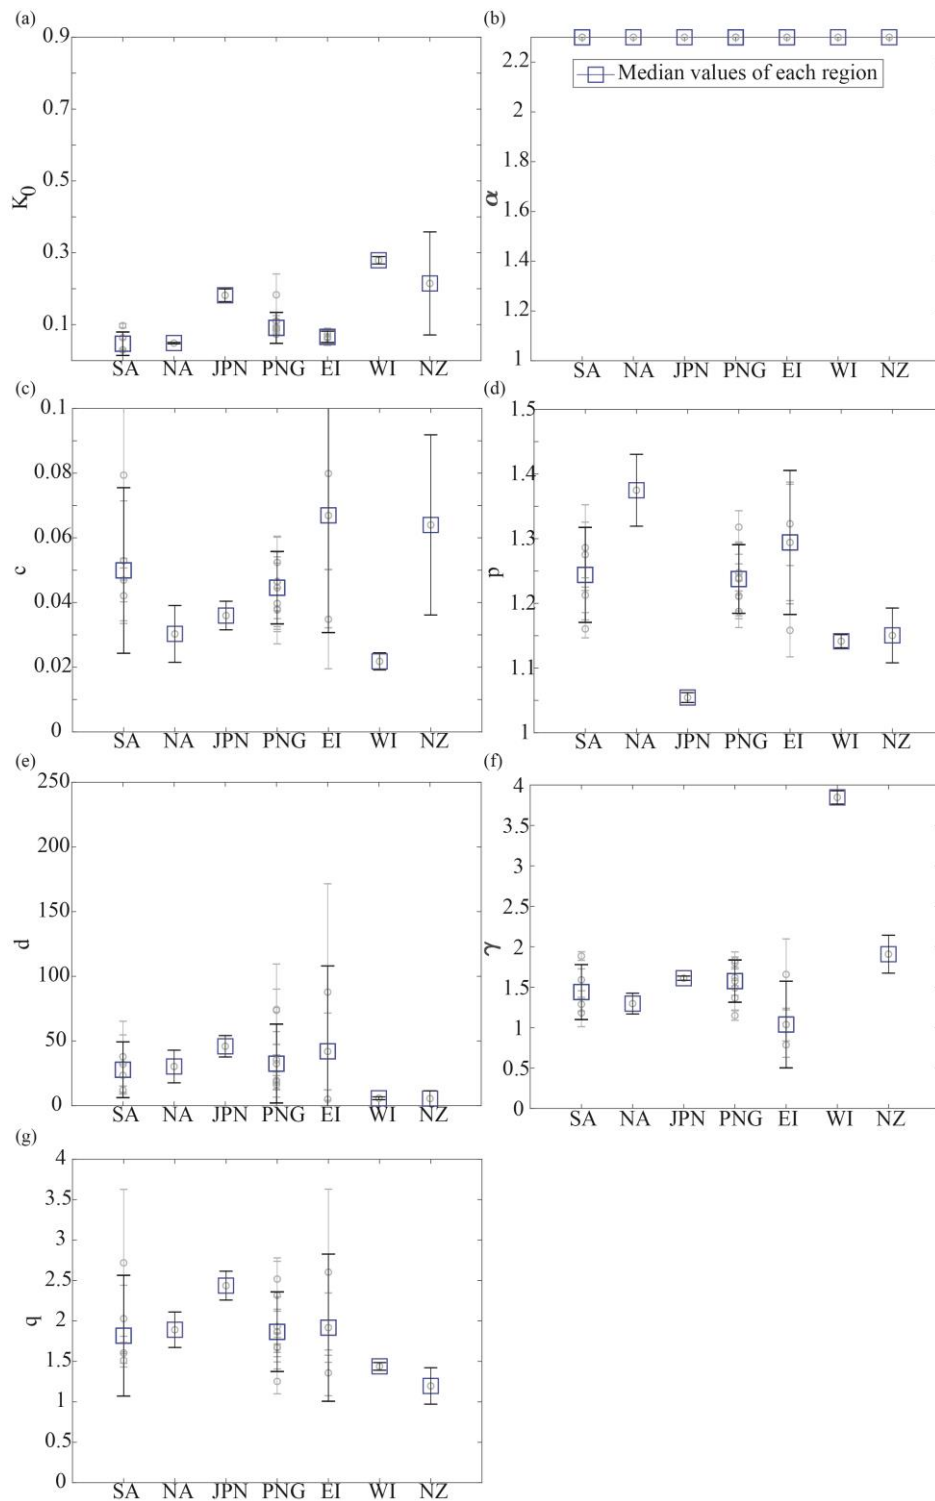 (a)
0.9
0.7
0.5
0.3
0.1
K0
SA NA JPN PNG EI WI NZ
(b)
2.2
2
1.8
1.6
1.4
1.2
1
α
Median values of each region
SA NA JPN PNG EI WI NZ
(c)
0.1
0.08
0.06
0.04
0.02
0
c
SA NA JPN PNG EI WI NZ
(d)
1.5
1.4
1.3
1.2
1.1
1
p
SA NA JPN PNG EI WI NZ
(e)
250
200
150
100
50
0
d
SA NA JPN PNG EI WI NZ
(f)
4
3.5
3
2.5
2
1.5
1
0.5
0
γ
SA NA JPN PNG EI WI NZ
(g)
4
3.5
3
2.5
2
1.5
1
0.5
0
q
SA NA JPN PNG EI WI NZ